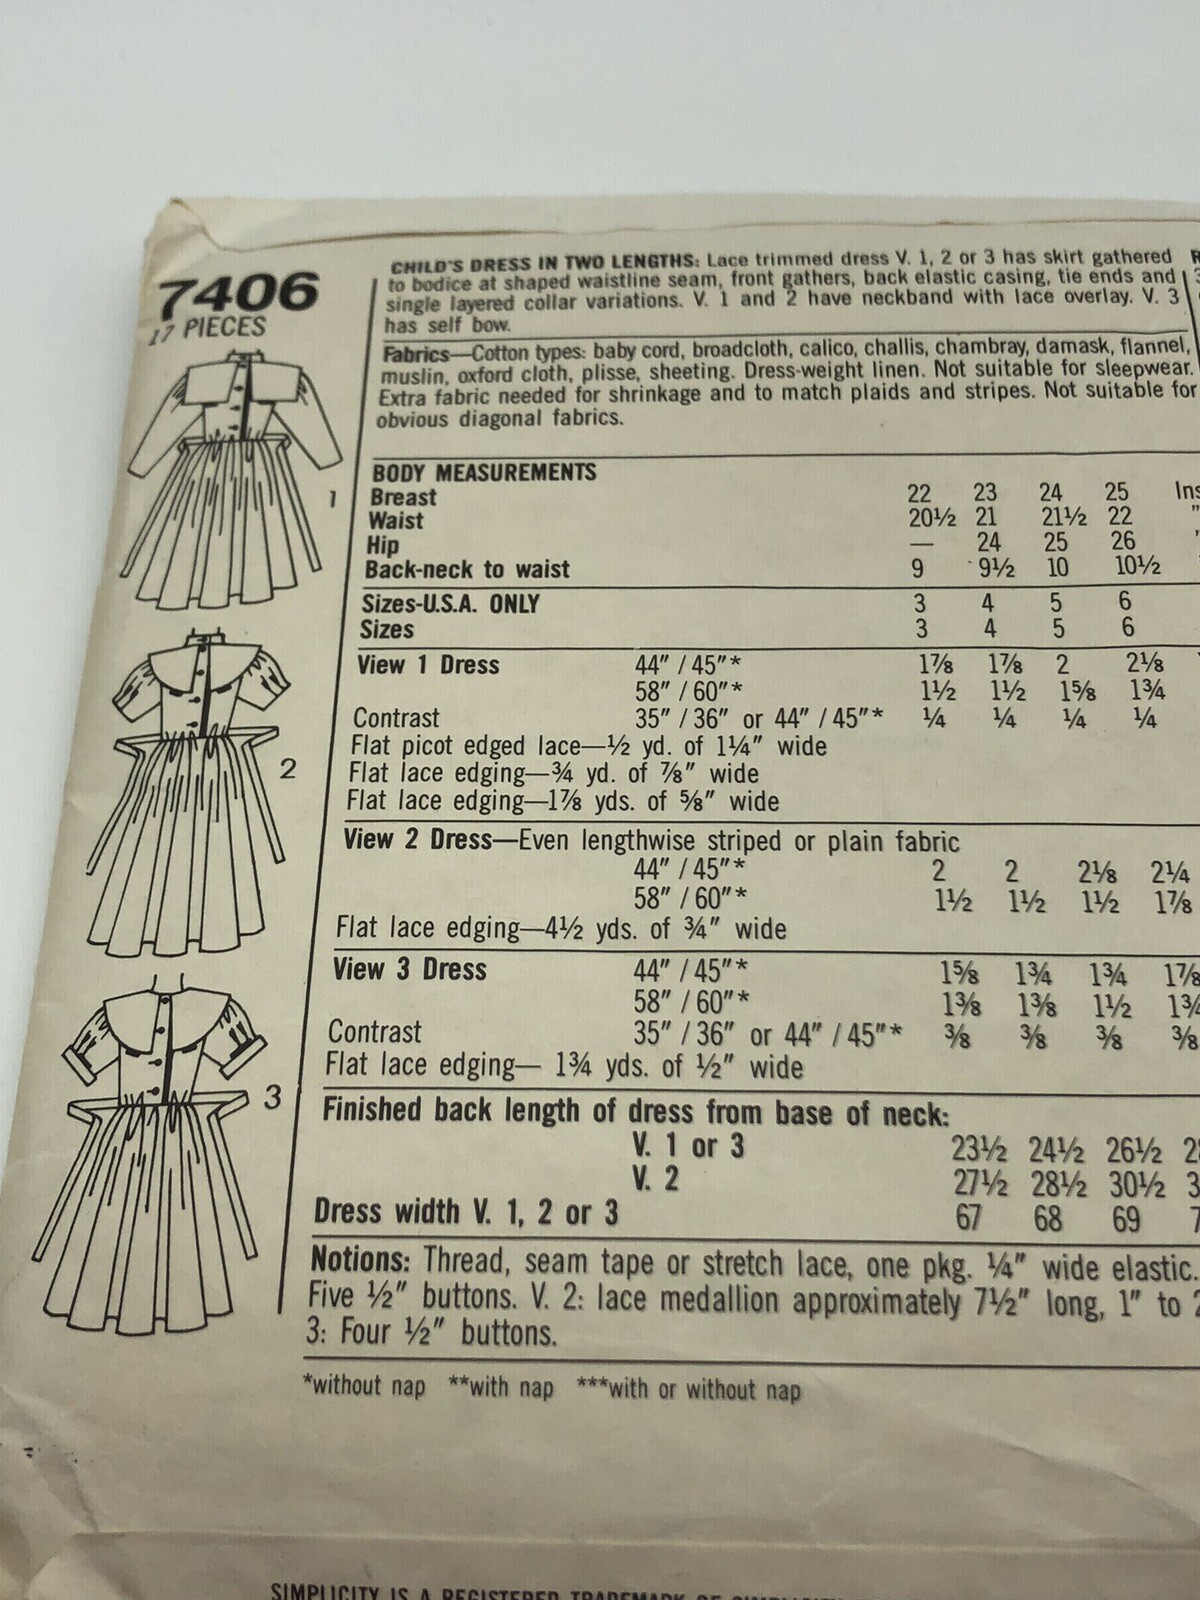 7406
17 PIECES
1
2
3
CHILD'S DRESS IN TWO LENGTHS: Lace trimmed dress V. 1, 2 or 3 has skirt gathered
to bodice at shaped waistline seam, front gathers, back elastic casing, tie ends and
single layered collar variations. V. 1 and 2 have neckband with lace overlay. V. 3
has self bow.
Fabrics—Cotton types: baby cord, broadcloth, calico, challis, chambray, damask, flannel,
muslin, oxford cloth, plisse, sheeting. Dress-weight linen. Not suitable for sleepwear.
Extra fabric needed for shrinkage and to match plaids and stripes. Not suitable for
obvious diagonal fabrics.
BODY MEASUREMENTS
Breast 22 23 24 25 Ins
Waist 20½ 21 21½ 22 "
Hip — 24 25 26
Back-neck to waist 9 9½ 10 10½
Sizes-U.S.A. ONLY 3 4 5 6
Sizes 3 4 5 6
View 1 Dress 44" / 45"* 1⅞ 1⅞ 2 2⅛
58" / 60"* 1½ 1½ 1⅝ 1¾
Contrast 35" / 36" or 44" / 45"* ¼ ¼ ¼ ¼
Flat picot edged lace—½ yd. of 1¼" wide
Flat lace edging—¾ yd. of ⅞" wide
Flat lace edging—1⅞ yds. of ⅝" wide
View 2 Dress—Even lengthwise striped or plain fabric
44" / 45"* 2 2 2⅛ 2¼
58" / 60"* 1½ 1½ 1½ 1⅞
Flat lace edging—4½ yds. of ¾" wide
View 3 Dress 44" / 45"* 1⅝ 1¾ 1¾ 1⅞
58" / 60"* 1⅜ 1⅜ 1½ 1¾
Contrast 35" / 36" or 44" / 45"* ⅜ ⅜ ⅜ ⅜
Flat lace edging— 1¾ yds. of ½" wide
Finished back length of dress from base of neck:
V. 1 or 3 23½ 24½ 26½
V. 2 27½ 28½ 30½
Dress width V. 1, 2 or 3 67 68 69
Notions: Thread, seam tape or stretch lace, one pkg. ¼" wide elastic.
Five ½" buttons. V. 2: lace medallion approximately 7½" long, 1" to
3: Four ½" buttons.
*without nap **with nap ***with or without nap
SIMPLICITY IS A REGISTERED TRADEMARK OF